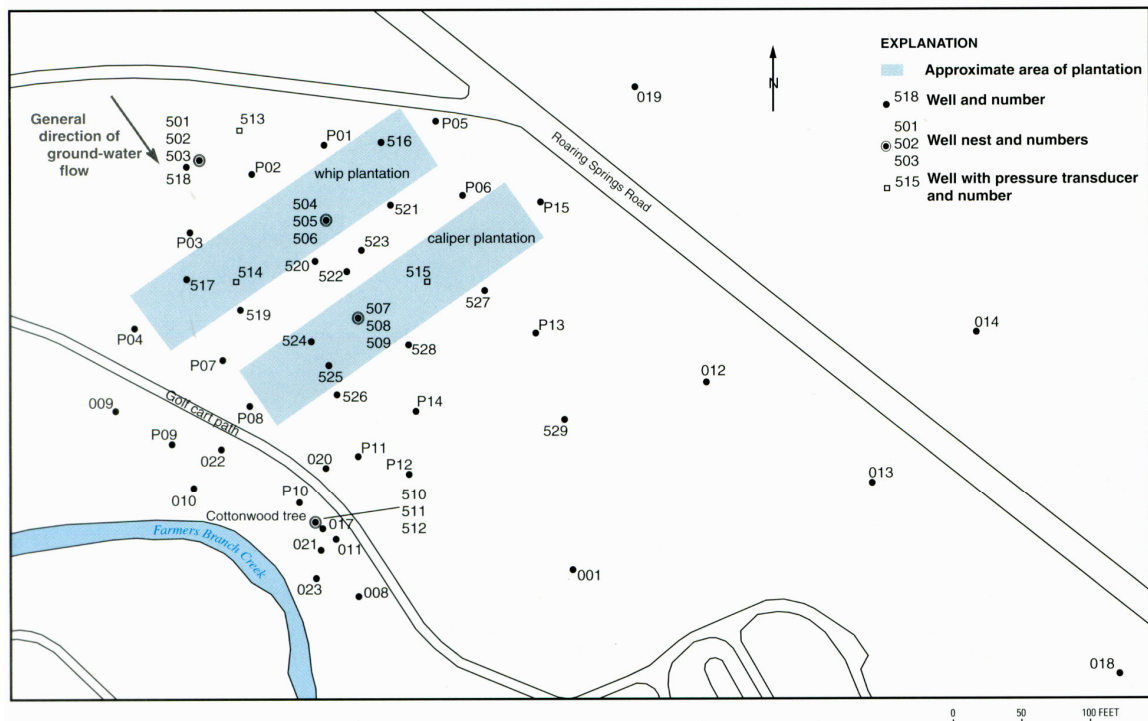 EXPLANATION
Approximate area of plantation
518 Well and number
501
502
503
Well nest and numbers
515 Well with pressure transducer
and number
N
General
direction of
ground-water
flow
501
502
503
518
513
P01
516
P05
019
P02
whip plantation
Roaring Springs Road
P06
P15
504
505
506
521
P03
caliper plantation
523
520
522
517
514
515
527
519
507
508
509
P04
524
528
P13
014
P07
525
012
526
009
Golf cart path
P08
P14
529
P09
022
P11
020
P12
013
010
P10
510
511
512
Cottonwood tree
017
Farmers Branch Creek
021
011
001
023
008
018
0 50 100 FEET